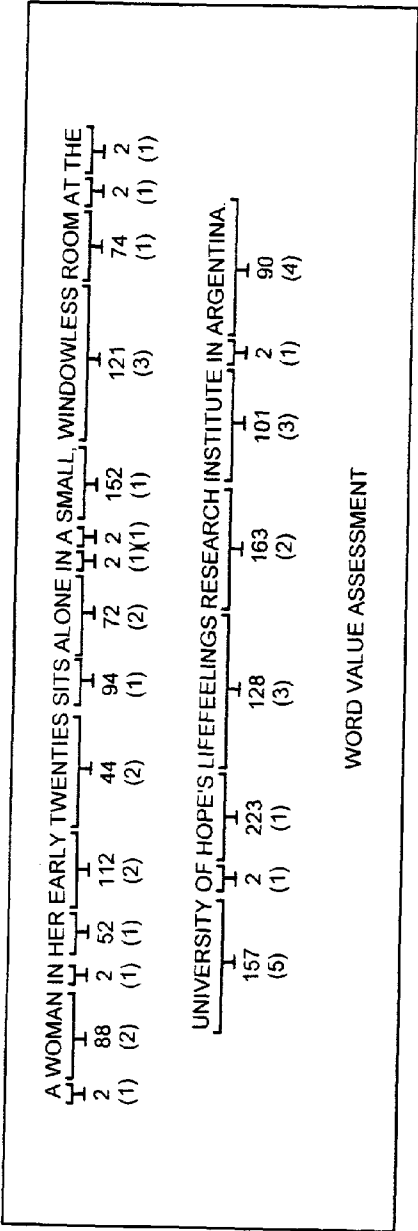 A WOMAN IN HER EARLY TWENTIES SITS ALONE IN A SMALL, WINDOWLESS ROOM AT THE
2 88 2 52 112 44 94 72 2 2 152 121 74 2 2
(1) (2) (1) (1) (2) (2) (1) (2) (1) (1) (1) (3) (1) (1) (1)
UNIVERSITY OF HOPE'S LIFEFEELINGS RESEARCH INSTITUTE IN ARGENTINA.
157 2 223 128 163 101 2 90
(5) (1) (1) (3) (2) (3) (1) (4)
WORD VALUE ASSESSMENT